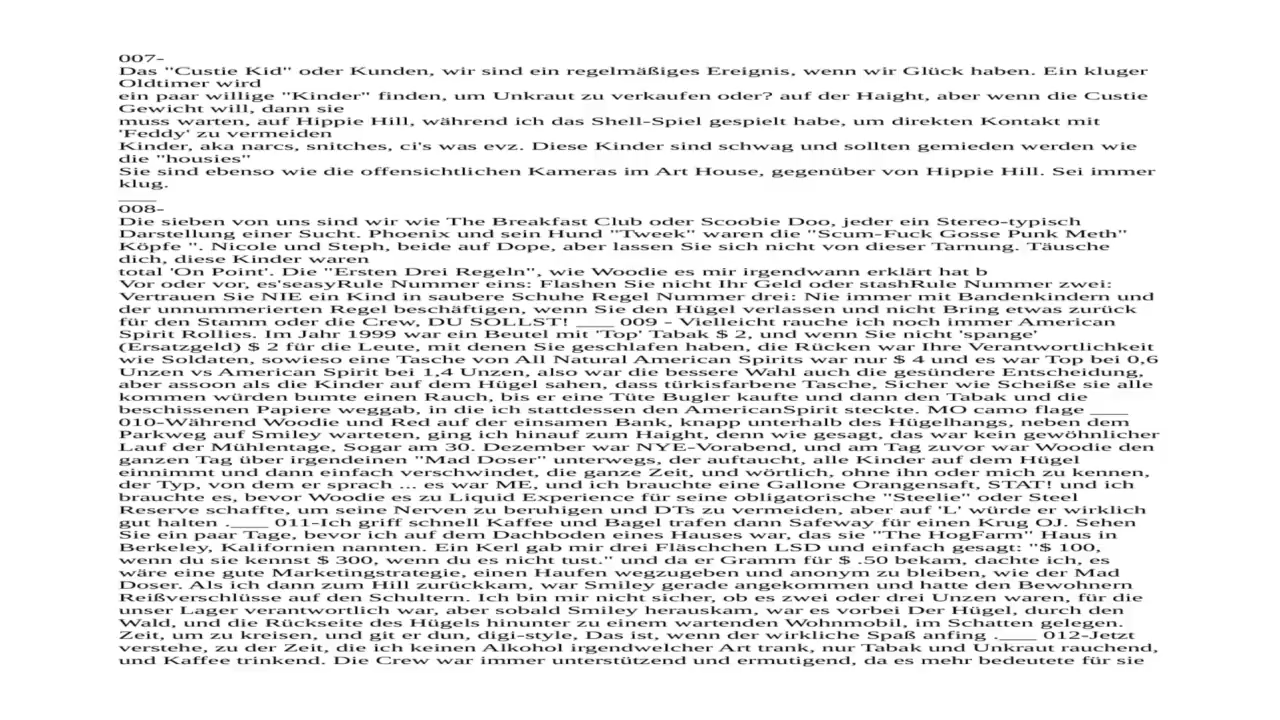 007-
Das "Custie Kid" oder Kunden, wir sind ein regelmäßiges Ereignis, wenn wir Glück haben. Ein kluger
Oldtimer wird
ein paar willige "Kinder" finden, um Unkraut zu verkaufen oder? auf der Haight, aber wenn die Custie
Gewicht will, dann sie
muss warten, auf Hippie Hill, während ich das Shell-Spiel gespielt habe, um direkten Kontakt mit
'Feddy' zu vermeiden
Kinder, aka narcs, snitches, ci's was evz. Diese Kinder sind schwag und sollten gemieden werden wie
die "housies"
Sie sind ebenso wie die offensichtlichen Kameras im Art House, gegenüber von Hippie Hill. Sei immer
klug.
____
008-
Die sieben von uns sind wir wie The Breakfast Club oder Scoobie Doo, jeder ein Stereo-typisch
Darstellung einer Sucht. Phoenix und sein Hund "Tweek" waren die "Scum-Fuck Gosse Punk Meth"
Köpfe ". Nicole und Steph, beide auf Dope, aber lassen Sie sich nicht von dieser Tarnung. Täusche
dich, diese Kinder waren
total 'On Point'. Die "Ersten Drei Regeln", wie Woodie es mir irgendwann erklärt hat b
Vor oder vor, es'seasyRule Nummer eins: Flashen Sie nicht Ihr Geld oder stashRule Nummer zwei:
Vertrauen Sie NIE ein Kind in saubere Schuhe Regel Nummer drei: Nie immer mit Bandenkindern und
der unnummerierten Regel beschäftigen, wenn Sie den Hügel verlassen und nicht Bring etwas zurück
für den Stamm oder die Crew, DU SOLLST! ____ 009 - Vielleicht rauche ich noch immer American
Spirit Rollies. Im Jahr 1999 war ein Beutel mit 'Top' Tabak $ 2, und wenn Sie nicht 'spange'
(Ersatzgeld) $ 2 für die Leute, mit denen Sie geschlafen haben, die Rücken war Ihre Verantwortlichkeit
wie Soldaten, sowieso eine Tasche von All Natural American Spirits war nur $ 4 und es war Top bei 0,6
Unzen vs American Spirit bei 1,4 Unzen, also war die bessere Wahl auch die gesündere Entscheidung,
aber assoon als die Kinder auf dem Hügel sahen, dass türkisfarbene Tasche, Sicher wie Scheiße sie alle
kommen würden bumte einen Rauch, bis er eine Tüte Bugler kaufte und dann den Tabak und die
beschissenen Papiere weggab, in die ich stattdessen den AmericanSpirit steckte. MO camo flage ____
010-Während Woodie und Red auf der einsamen Bank, knapp unterhalb des Hügelhangs, neben dem
Parkweg auf Smiley warteten, ging ich hinauf zum Haight, denn wie gesagt, das war kein gewöhnlicher
Lauf der Mühlentage, Sogar am 30. Dezember war NYE-Vorabend, und am Tag zuvor war Woodie den
ganzen Tag über irgendeinen "Mad Doser" unterwegs, der auftaucht, alle Kinder auf dem Hügel
einnimmt und dann einfach verschwindet, die ganze Zeit, und wörtlich, ohne ihn oder mich zu kennen,
der Typ, von dem er sprach ... es war ME, und ich brauchte eine Gallone Orangensaft, STAT! und ich
brauchte es, bevor Woodie es zu Liquid Experience für seine obligatorische "Steelie" oder Steel
Reserve schaffte, um seine Nerven zu beruhigen und DTs zu vermeiden, aber auf 'L' würde er wirklich
gut halten .____ 011-Ich griff schnell Kaffee und Bagel trafen dann Safeway für einen Krug OJ. Sehen
Sie ein paar Tage, bevor ich auf dem Dachboden eines Hauses war, das sie "The HogFarm" Haus in
Berkeley, Kalifornien nannten. Ein Kerl gab mir drei Fläschchen LSD und einfach gesagt: "$ 100,
wenn du sie kennst $ 300, wenn du es nicht tust." und da er Gramm für $ .50 bekam, dachte ich, es
wäre eine gute Marketingstrategie, einen Haufen wegzugeben und anonym zu bleiben, wie der Mad
Doser. Als ich dann zum Hill zurückkam, war Smiley gerade angekommen und hatte den Bewohnern
Reißverschlüsse auf den Schultern. Ich bin mir nicht sicher, ob es zwei oder drei Unzen waren, für die
unser Lager verantwortlich war, aber sobald Smiley herauskam, war es vorbei Der Hügel, durch den
Wald, und die Rückseite des Hügels hinunter zu einem wartenden Wohnmobil, im Schatten gelegen.
Zeit, um zu kreisen, und git er dun, digi-style, Das ist, wenn der wirkliche Spaß anfing .____ 012-Jetzt
verstehe, zu der Zeit, die ich keinen Alkohol irgendwelcher Art trank, nur Tabak und Unkraut rauchend,
und Kaffee trinkend. Die Crew war immer unterstützend und ermutigend, da es mehr bedeutete für sie